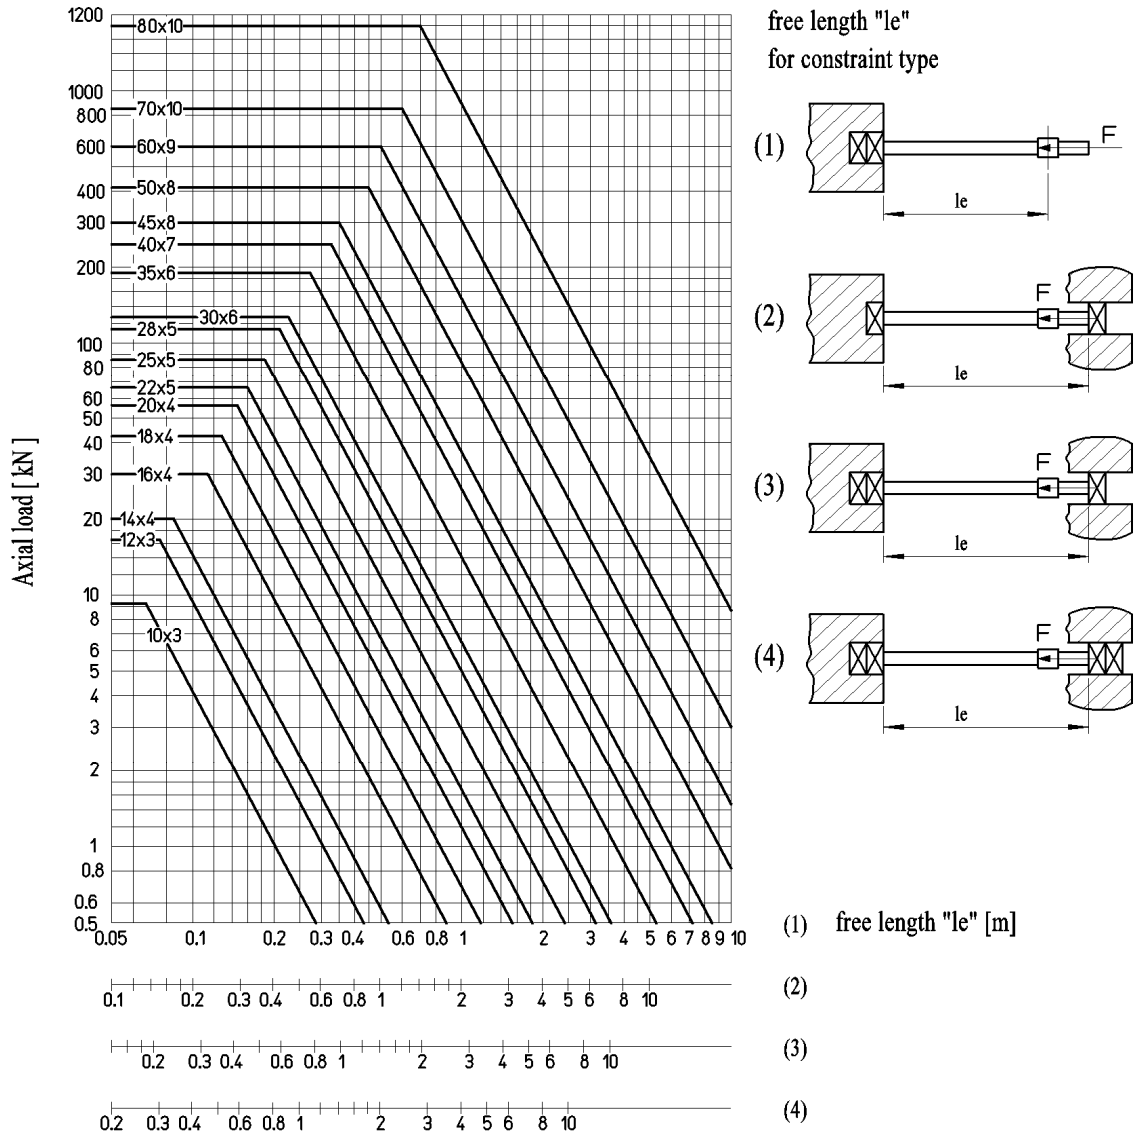 free length "le"
for constraint type
Axial load [ kN ]
1200
1000
800
600
400
300
200
100
80
60
50
40
30
20
10
8
6
5
4
3
2
1
0.8
0.6
0.5
80x10
70x10
60x9
50x8
45x8
40x7
35x6
30x6
28x5
25x5
22x5
20x4
18x4
16x4
14x4
12x3
10x3
(1)
F
le
(2)
F
le
(3)
F
le
(4)
F
le
0.05 0.1 0.2 0.3 0.4 0.6 0.8 1 2 3 4 5 6 7 8 9 10 (1) free length "le" [m]
0.1 0.2 0.3 0.4 0.6 0.8 1 2 3 4 5 6 8 10 (2)
0.2 0.3 0.4 0.6 0.8 1 2 3 4 5 6 8 10 (3)
0.2 0.3 0.4 0.6 0.8 1 2 3 4 5 6 8 10 (4)